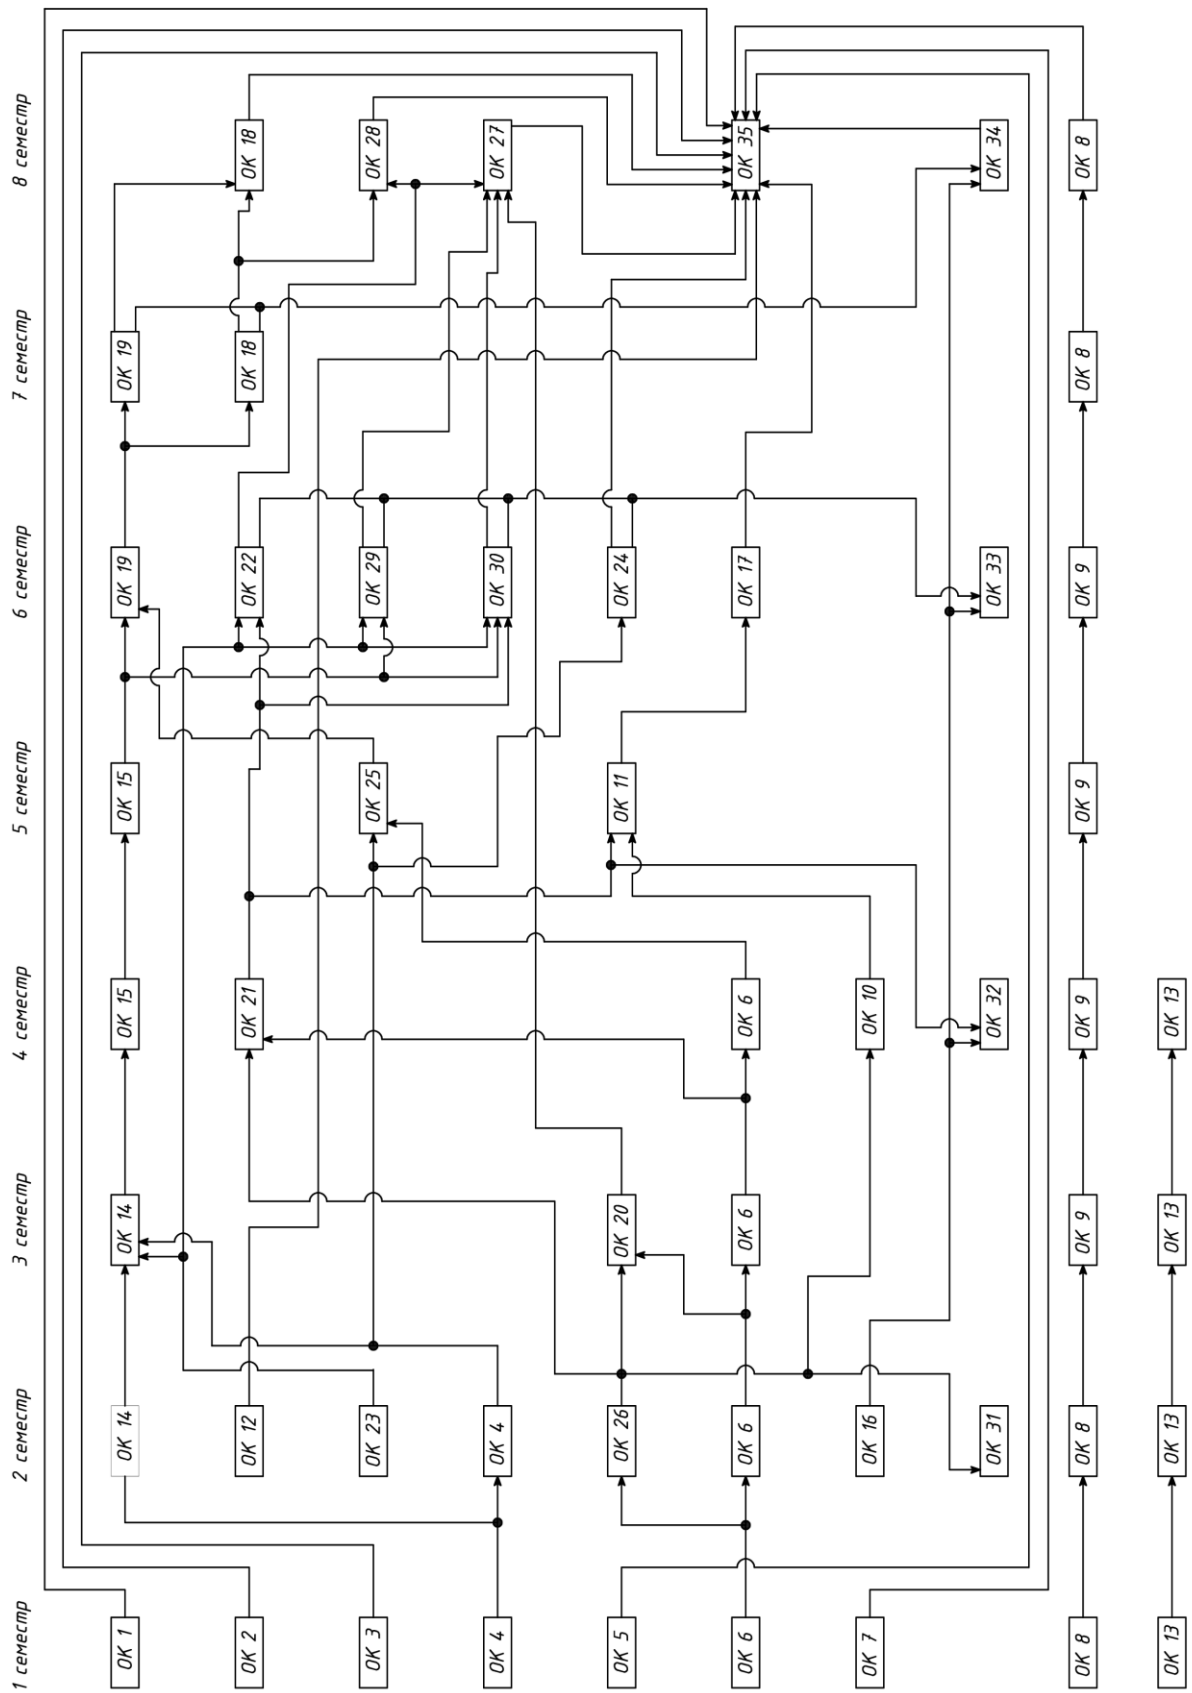 1 семестр
2 семестр
3 семестр
4 семестр
5 семестр
6 семестр
7 семестр
8 семестр
ОК 1
ОК 14
ОК 14
ОК 15
ОК 15
ОК 19
ОК 19
ОК 2
ОК 12
ОК 21
ОК 22
ОК 18
ОК 18
ОК 3
ОК 23
ОК 25
ОК 29
ОК 28
ОК 4
ОК 4
ОК 30
ОК 27
ОК 5
ОК 26
ОК 20
ОК 11
ОК 24
ОК 6
ОК 6
ОК 6
ОК 6
ОК 17
ОК 35
ОК 7
ОК 16
ОК 10
ОК 31
ОК 32
ОК 33
ОК 34
ОК 8
ОК 8
ОК 9
ОК 9
ОК 9
ОК 9
ОК 8
ОК 8
ОК 13
ОК 13
ОК 13
ОК 13